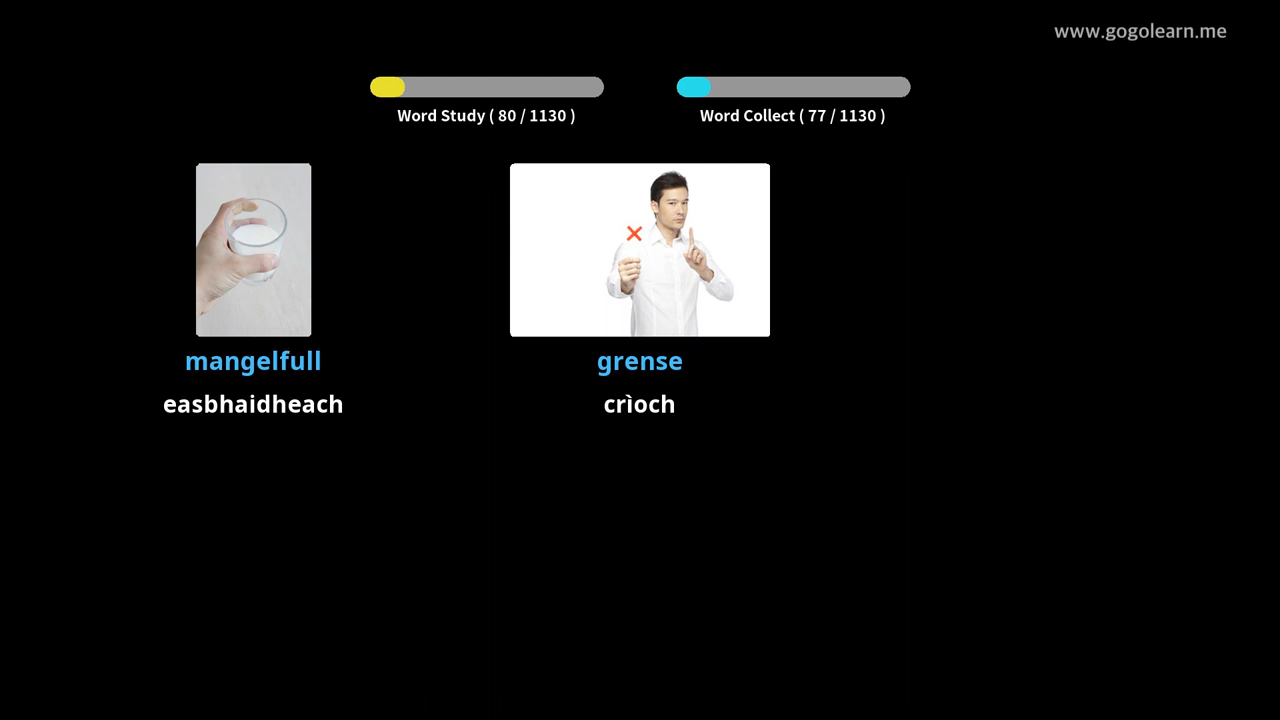 www.gogolearn.me
Word Study ( 80 / 1130 )
Word Collect ( 77 / 1130 )
mangelfull
easbhaidheach
grense
crìoch